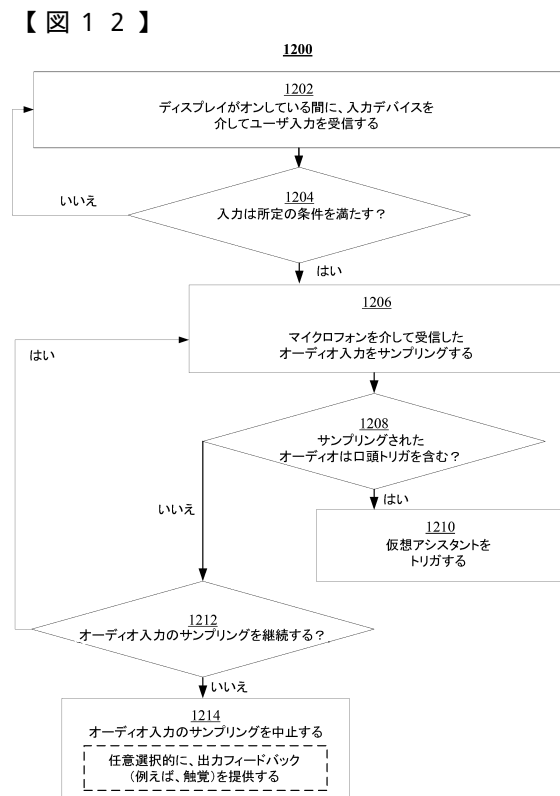 【図１２】
1200
1202
ディスプレイがオンしている間に、入力デバイスを
介してユーザ入力を受信する
1204
入力は所定の条件を満たす？
いいえ
はい
1206
マイクロフォンを介して受信した
オーディオ入力をサンプリングする
はい
1208
サンプリングされた
オーディオは口頭トリガを含む？
はい
いいえ
1210
仮想アシスタントを
トリガする
1212
オーディオ入力のサンプリングを継続する？
いいえ
1214
オーディオ入力のサンプリングを中止する
任意選択的に、出力フィードバック
（例えば、触覚）を提供する